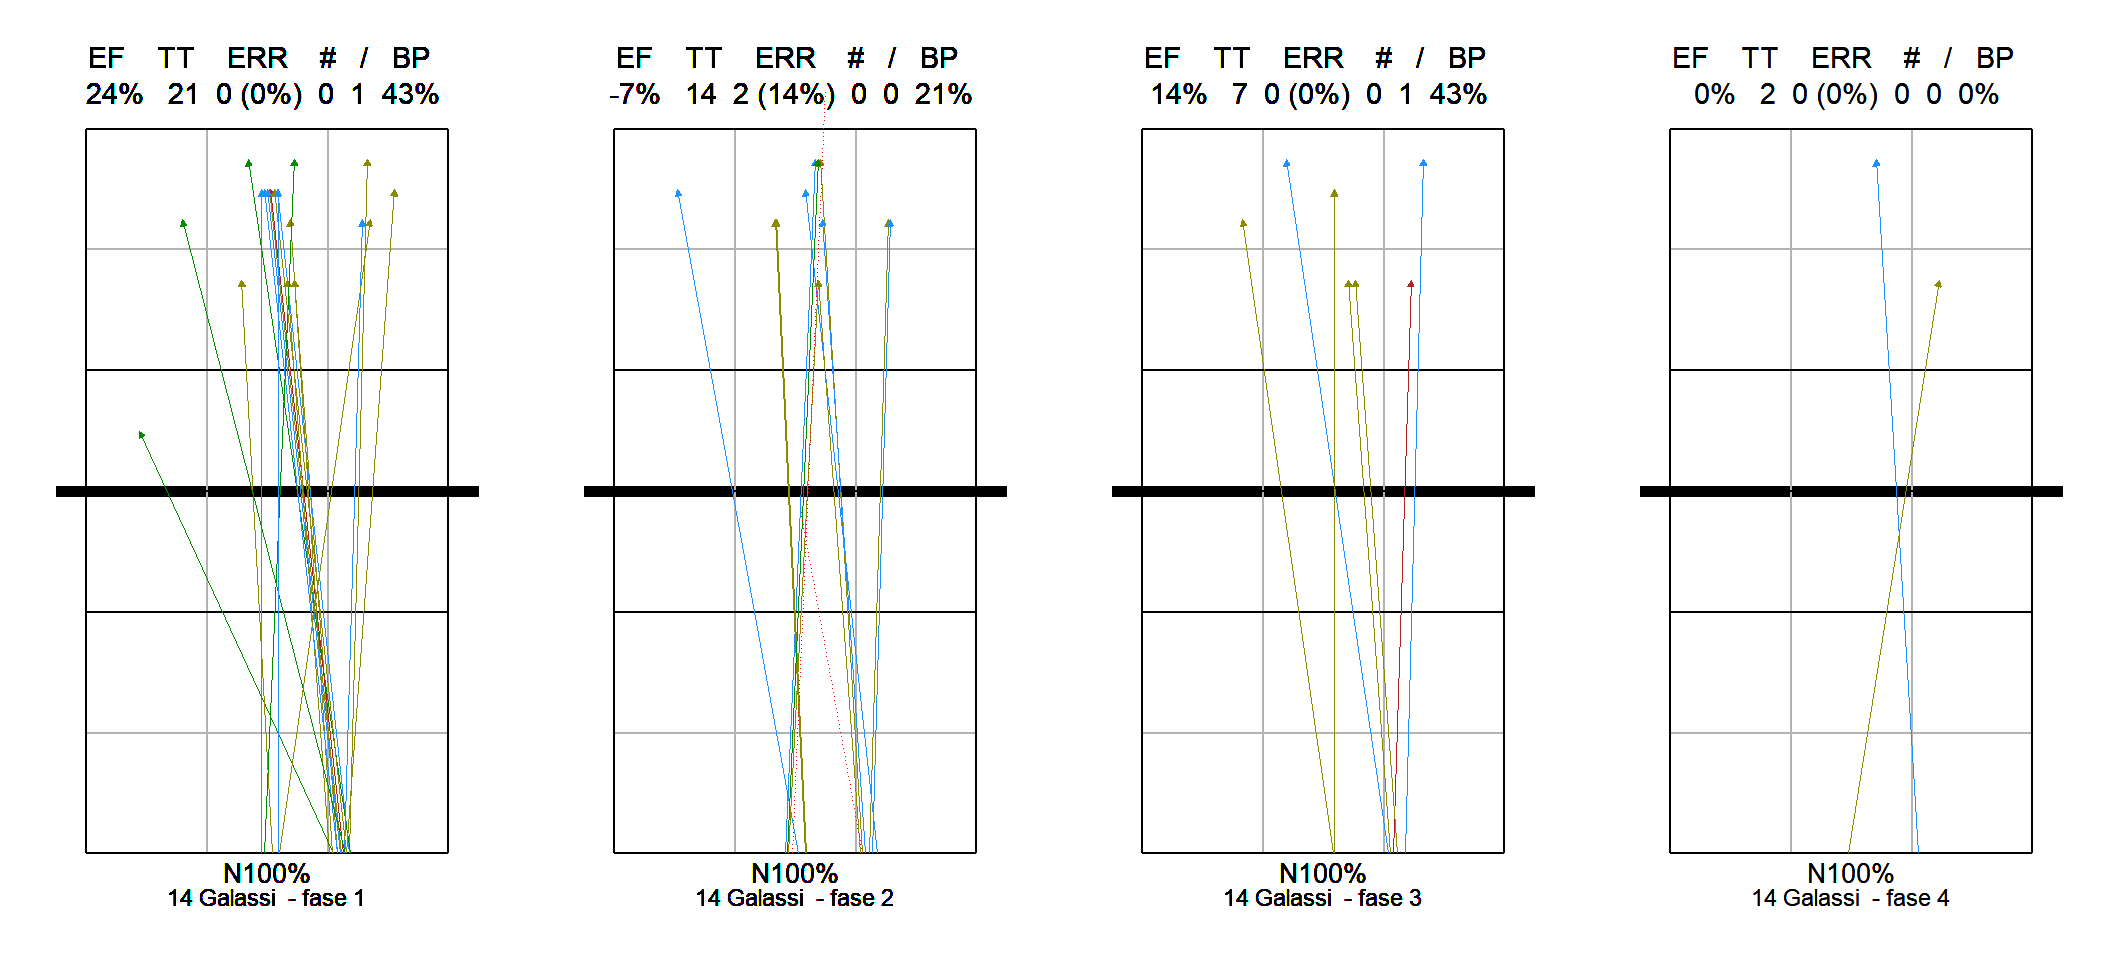 EF TT ERR # / BP
24% 21 0 (0%) 0 1 43%
N100%
14 Galassi - fase 1
EF TT ERR # / BP
-7% 14 2 (14%) 0 0 21%
N100%
14 Galassi - fase 2
EF TT ERR # / BP
14% 7 0 (0%) 0 1 43%
N100%
14 Galassi - fase 3
EF TT ERR # / BP
0% 2 0 (0%) 0 0 0%
N100%
14 Galassi - fase 4